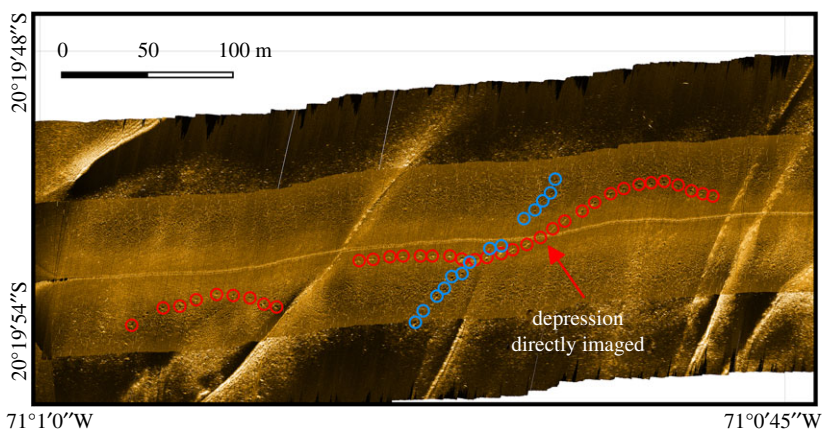 20°19′48″S
0 50 100 m
20°19′54″S
depression
directly imaged
71°1′0″W 71°0′45″W